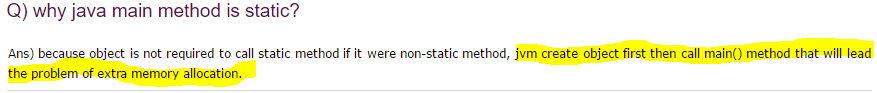 Q) why java main method is static?
Ans) because object is not required to call static method if it were non-static method, jvm create object first then call main() method that will lead
the problem of extra memory allocation.